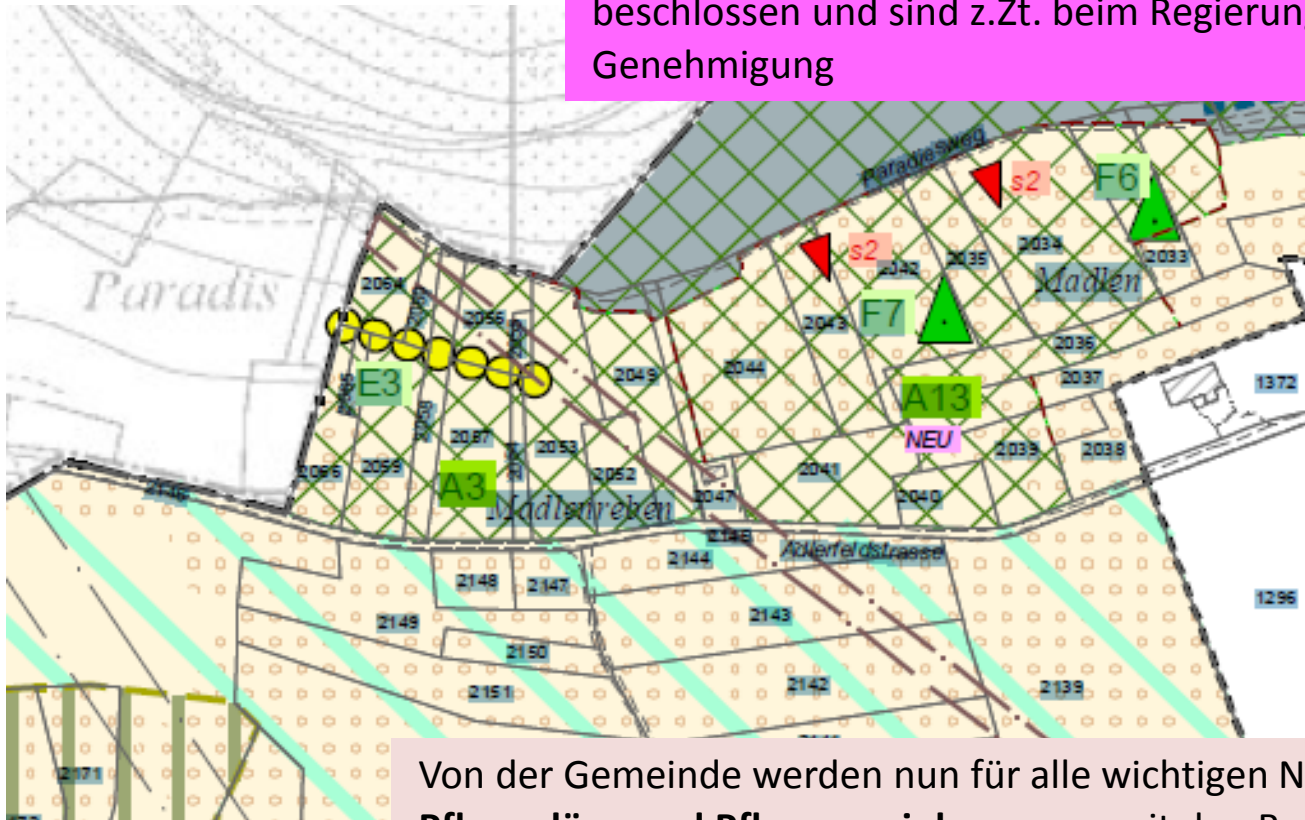 beschlossen und sind z.Zt. beim Regierun
Genehmigung
Paradiesweg
s2
F6
s2
2042
2035
2034
2033
Madlen
Paradis
2064
2056
F7
2043
2036
2044
2049
2037
1372
E3
A13
NEU
2087
2053
2041
2039
2038
2066
2099
A3
2052
2047
2040
Madlenreben
2146
Adlerfeldstrasse
2144
2148
2147
1296
2149
2143
2150
2151
2142
2139
2171
Von der Gemeinde werden nun für alle wichtigen N